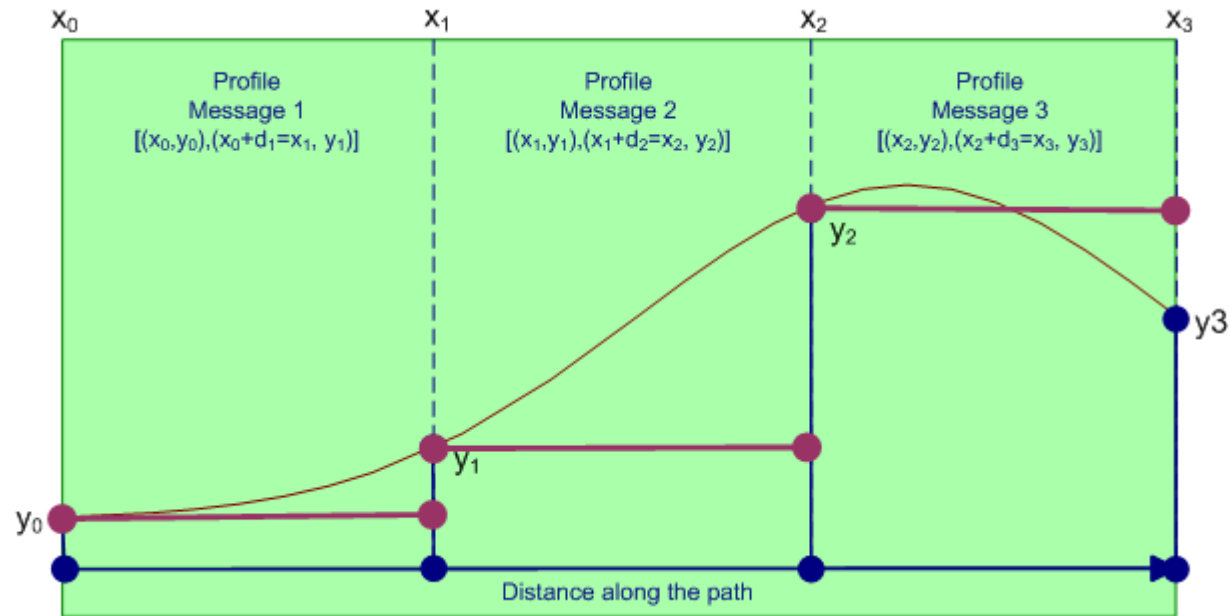 x₀ x₁ x₂ x₃
Profile
Message 1
[(x₀,y₀),(x₀+d₁=x₁, y₁)]
Profile
Message 2
[(x₁,y₁),(x₁+d₂=x₂, y₂)]
Profile
Message 3
[(x₂,y₂),(x₂+d₃=x₃, y₃)]
y₂
y3
y₁
y₀
Distance along the path